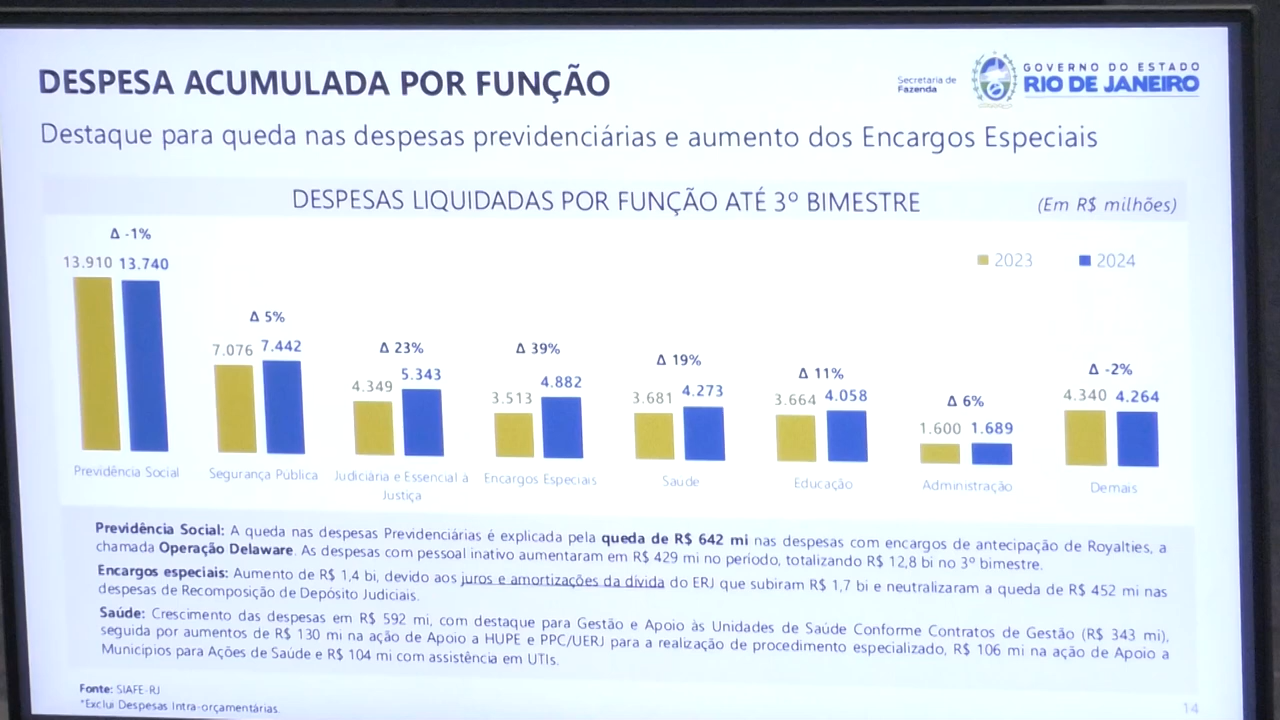 DESPESA ACUMULADA POR FUNÇÃO
Secretaria de
Fazenda
GOVERNO DO ESTADO
RIO DE JANEIRO
Destaque para queda nas despesas previdenciárias e aumento dos Encargos Especiais
DESPESAS LIQUIDADAS POR FUNÇÃO ATÉ 3º BIMESTRE
(Em R$ milhões)
2023 2024
Δ -1%
13.910 13.740
Previdência Social
Δ 5%
7.076 7.442
Segurança Pública
Δ 23%
4.349 5.343
Judiciária e Essencial à
Justiça
Δ 39%
3.513 4.882
Encargos Especiais
Δ 19%
3.681 4.273
Saúde
Δ 11%
3.664 4.058
Educação
Δ 6%
1.600 1.689
Administração
Δ -2%
4.340 4.264
Demais
Previdência Social: A queda nas despesas Previdenciárias é explicada pela queda de R$ 642 mi nas despesas com encargos de antecipação de Royalties, a
chamada Operação Delaware. As despesas com pessoal inativo aumentaram em R$ 429 mi no período, totalizando R$ 12,8 bi no 3º bimestre.
Encargos especiais: Aumento de R$ 1,4 bi, devido aos juros e amortizações da dívida do ERJ que subiram R$ 1,7 bi e neutralizaram a queda de R$ 452 mi nas
despesas de Recomposição de Depósito Judiciais.
Saúde: Crescimento das despesas em R$ 592 mi, com destaque para Gestão e Apoio às Unidades de Saúde Conforme Contratos de Gestão (R$ 343 mi),
seguida por aumentos de R$ 130 mi na ação de Apoio a HUPE e PPC/UERJ para a realização de procedimento especializado, R$ 106 mi na ação de Apoio a
Municípios para Ações de Saúde e R$ 104 mi com assistência em UTIs.
Fonte: SIAFE-RJ
*Exclui Despesas Intra-orçamentárias.
14